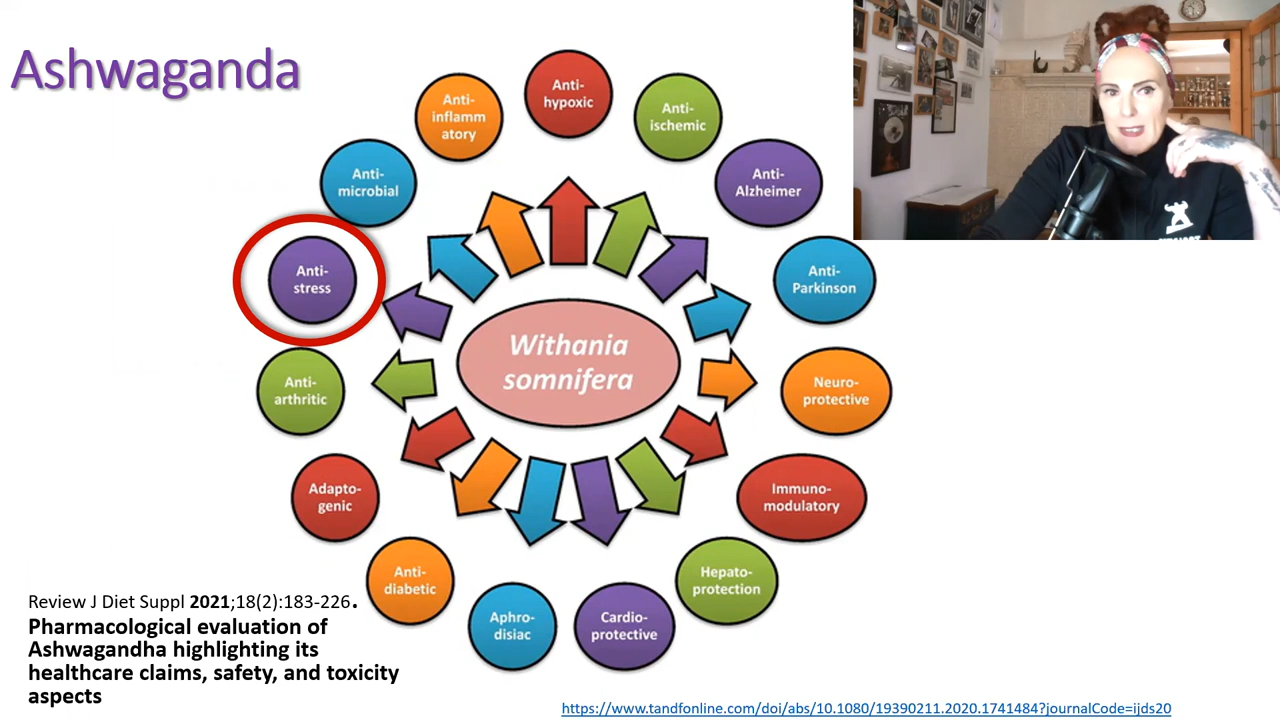 Ashwaganda
Anti-
hypoxic
Anti-
ischemic
Anti-
Alzheimer
Anti-
Parkinson
Neuro-
protective
Immuno-
modulatory
Hepato-
protection
Cardio-
protective
Aphro-
disiac
Anti-
diabetic
Adapto-
genic
Anti-
arthritic
Anti-
stress
Anti-
microbial
Anti-
inflamm
atory
Withania
somnifera
Review J Diet Suppl 2021;18(2):183-226.
Pharmacological evaluation of
Ashwagandha highlighting its
healthcare claims, safety, and toxicity
aspects
https://www.tandfonline.com/doi/abs/10.1080/19390211.2020.1741484?journalCode=ijds20